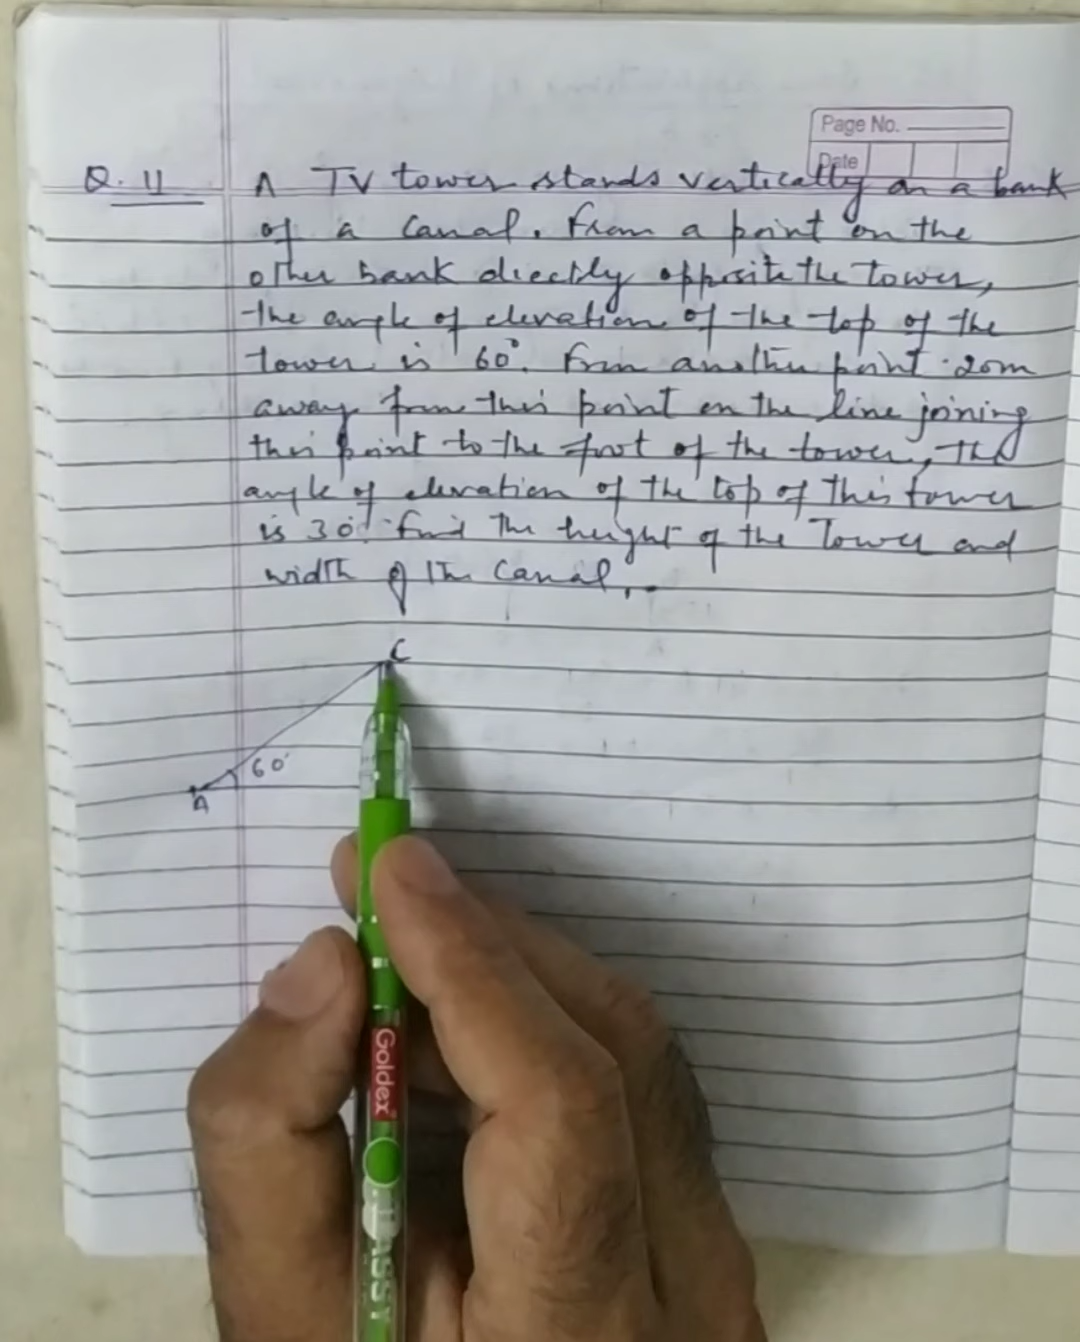 Page No.
Date
Q. 11 A TV tower stands vertically on a bank
of a canal. From a point on the
other bank directly opposite the tower,
the angle of elevation of the top of the
tower is 60°. From another point 20m
away from this point on the line joining
this point to the foot of the tower, the
angle of elevation of the top of this tower
is 30°. Find the height of the Tower and
width of the Canal.
C
60°
A
Goldex